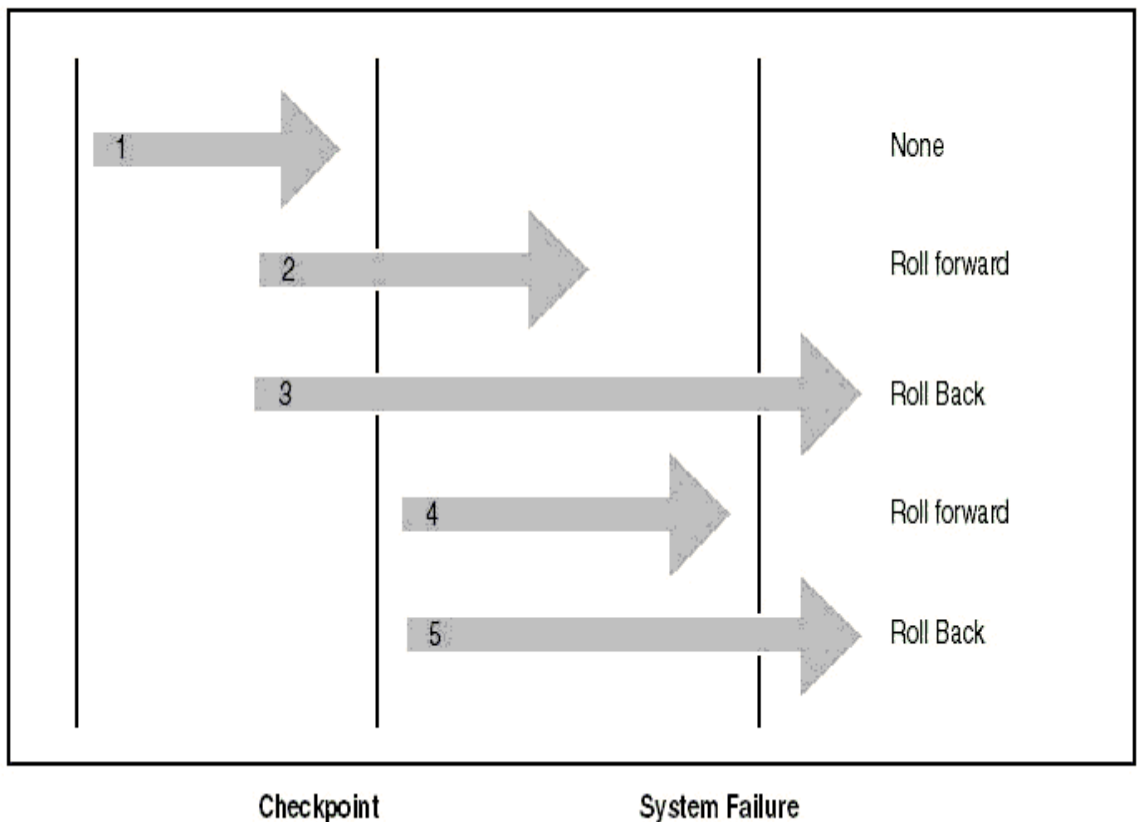 1
None
2
Roll forward
3
Roll Back
4
Roll forward
5
Roll Back
Checkpoint
System Failure